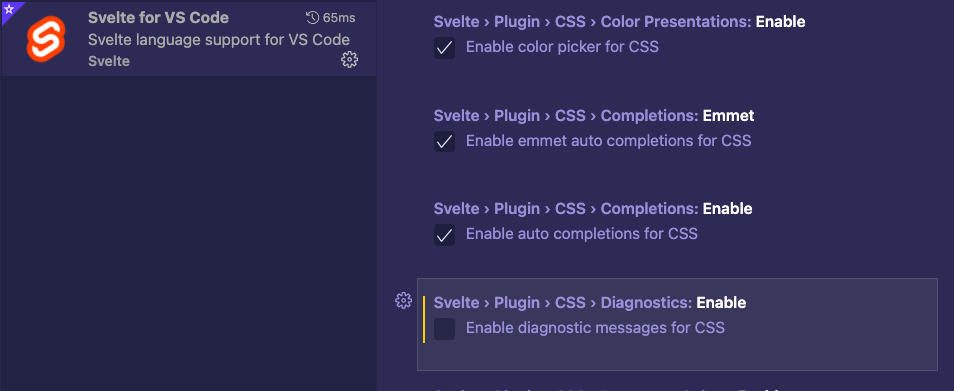 Svelte for VS Code 65ms
Svelte language support for VS Code
Svelte
Svelte › Plugin › CSS › Color Presentations: Enable
Enable color picker for CSS
Svelte › Plugin › CSS › Completions: Emmet
Enable emmet auto completions for CSS
Svelte › Plugin › CSS › Completions: Enable
Enable auto completions for CSS
Svelte › Plugin › CSS › Diagnostics: Enable
Enable diagnostic messages for CSS